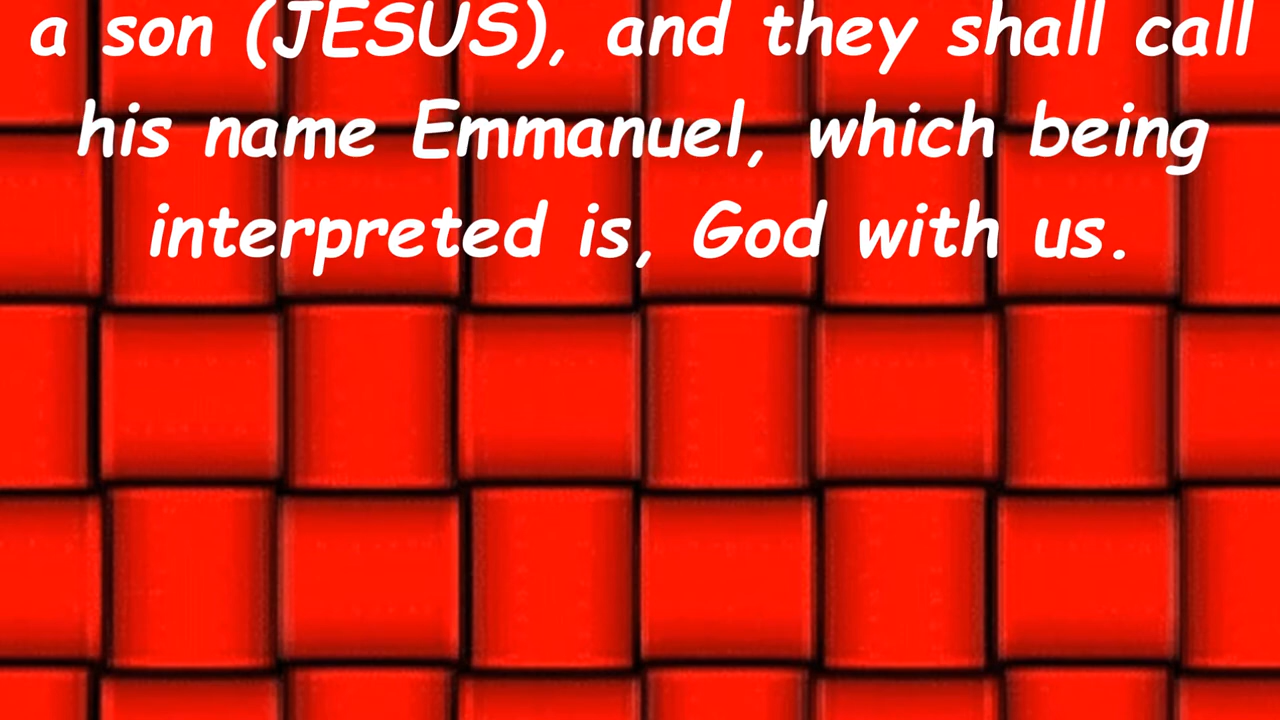 a son (JESUS), and they shall call
his name Emmanuel, which being
interpreted is, God with us.